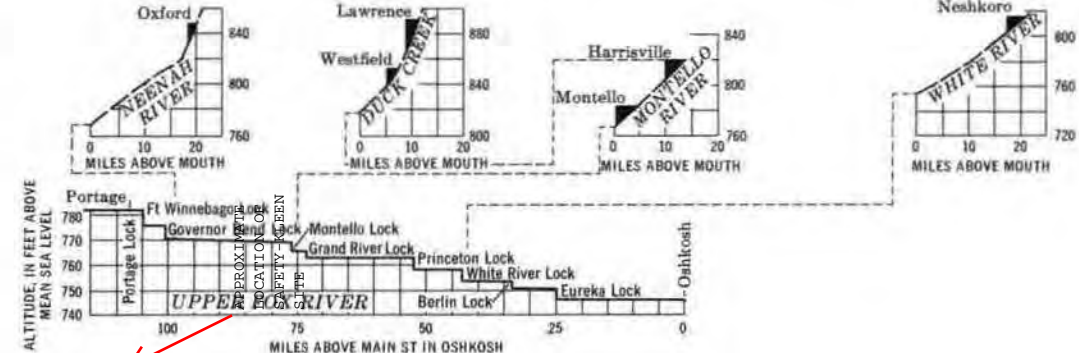 Oxford
840
800
760
NEENAH
RIVER
0 10 20
MILES ABOVE MOUTH
Lawrence
Westfield
880
840
800
DUCK CREEK
0 10 20
MILES ABOVE MOUTH
Harrisville
Montello
840
800
760
MONTELLO
RIVER
0 10 20
MILES ABOVE MOUTH
Neshkoro
800
760
720
WHITE RIVER
0 10 20
MILES ABOVE MOUTH
ALTITUDE, IN FEET ABOVE
MEAN SEA LEVEL
780
770
760
750
740
Portage
Portage Lock
Ft Winnebago Lock
Governor Bend Lock
APPROXIMATE
LOCATION OF
SAFETY-KLEEN
SITE
Montello Lock
Grand River Lock
Princeton Lock
White River Lock
Berlin Lock
Eureka Lock
Oshkosh
UPPER FOX RIVER
100 75 50 25 0
MILES ABOVE MAIN ST IN OSHKOSH